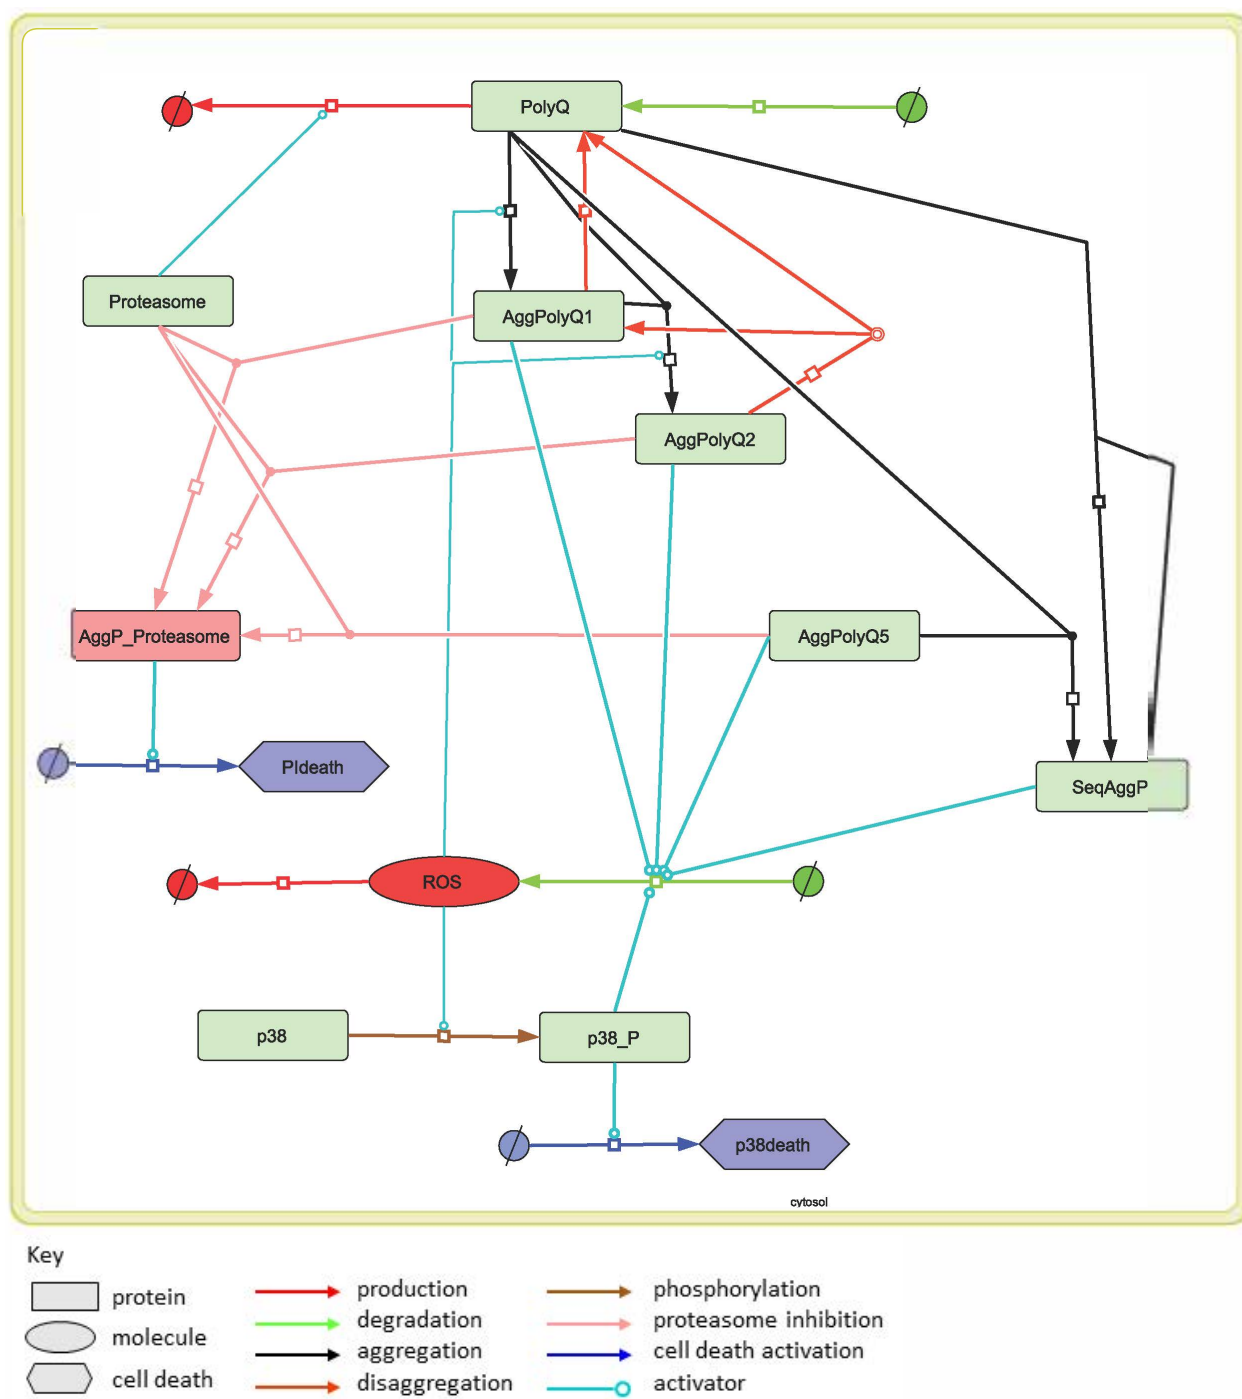 PolyQ
Proteasome
AggPolyQ1
AggPolyQ2
AggP_Proteasome
AggPolyQ5
PIdeath
SeqAggP
ROS
p38
p38_P
p38death
cytosol
Key
protein
molecule
cell death
production
degradation
aggregation
disaggregation
phosphorylation
proteasome inhibition
cell death activation
activator